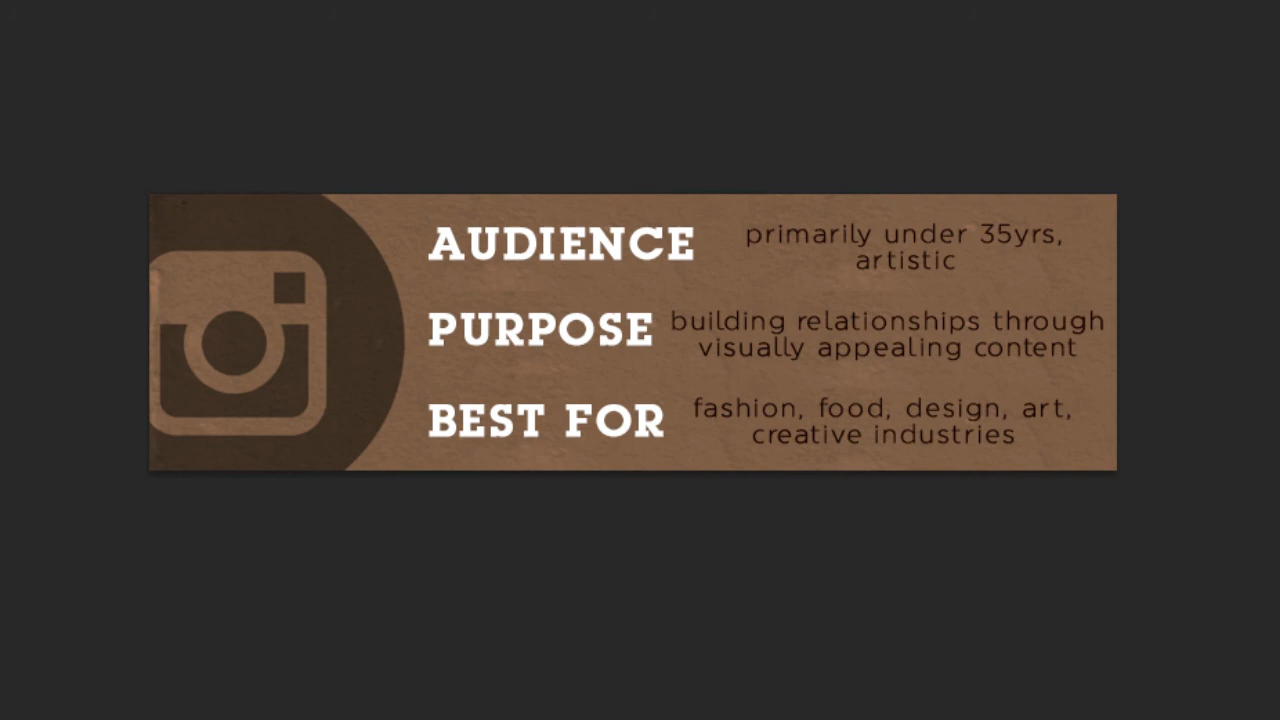 AUDIENCE
primarily under 35yrs,
artistic
PURPOSE
building relationships through
visually appealing content
BEST FOR
fashion, food, design, art,
creative industries